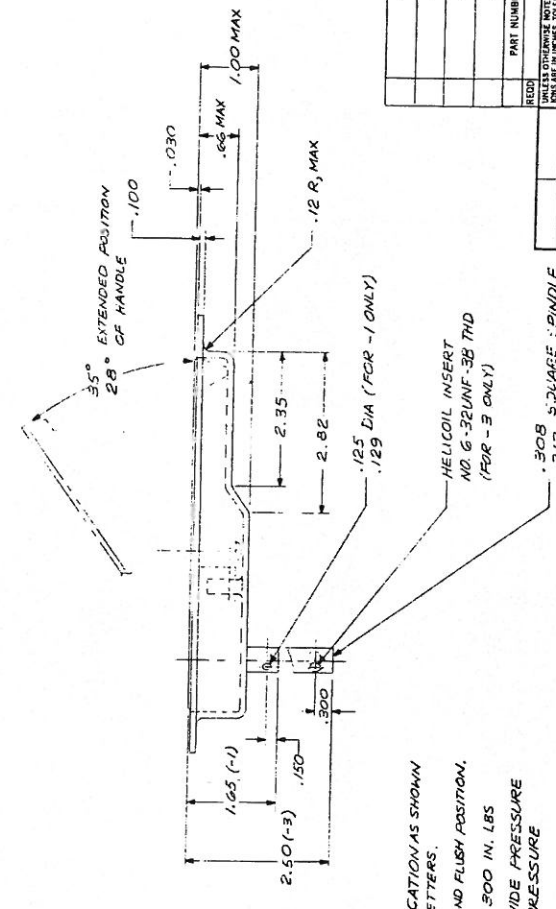 35°
28°
EXTENDED POSITION
OF HANDLE
.100
.030
.66 MAX
1.00 MAX
.12 R, MAX
2.35
2.82
.125 DIA (FOR -1 ONLY)
.129
HELICOIL INSERT
NO. 6-32UNF-3B THD
(FOR -3 ONLY)
.308
SQUARE
1.65 (-1)
2.50 (-3)
.150
.300
CATION AS SHOWN
ETTERS.
ND FLUSH POSITION.
300 IN. LBS
IDE PRESSURE
RESSURE
REQD
PART NUMB
UNLESS OTHERWISE NOTE